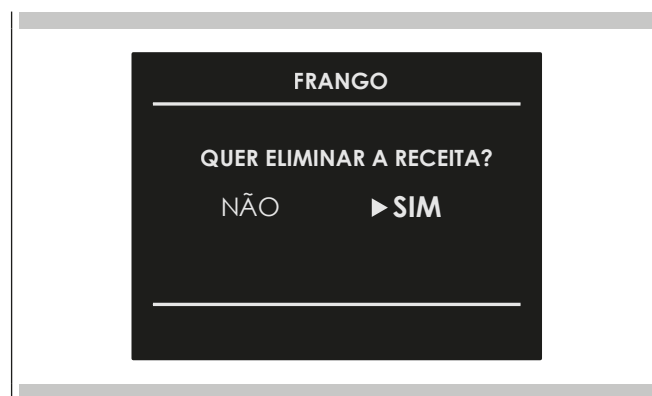 FRANGO
QUER ELIMINAR A RECEITA?
NÃO ▶SIM